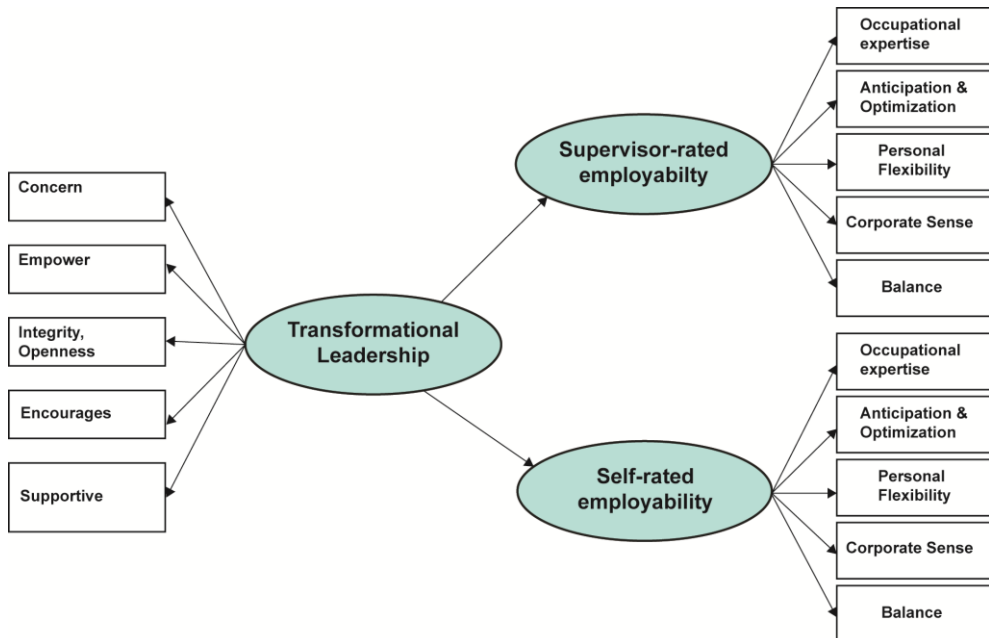 Concern
Empower
Integrity,
Openness
Encourages
Supportive
Transformational
Leadership
Supervisor-rated
employabilty
Self-rated
employability
Occupational
expertise
Anticipation &
Optimization
Personal
Flexibility
Corporate Sense
Balance
Occupational
expertise
Anticipation &
Optimization
Personal
Flexibility
Corporate Sense
Balance